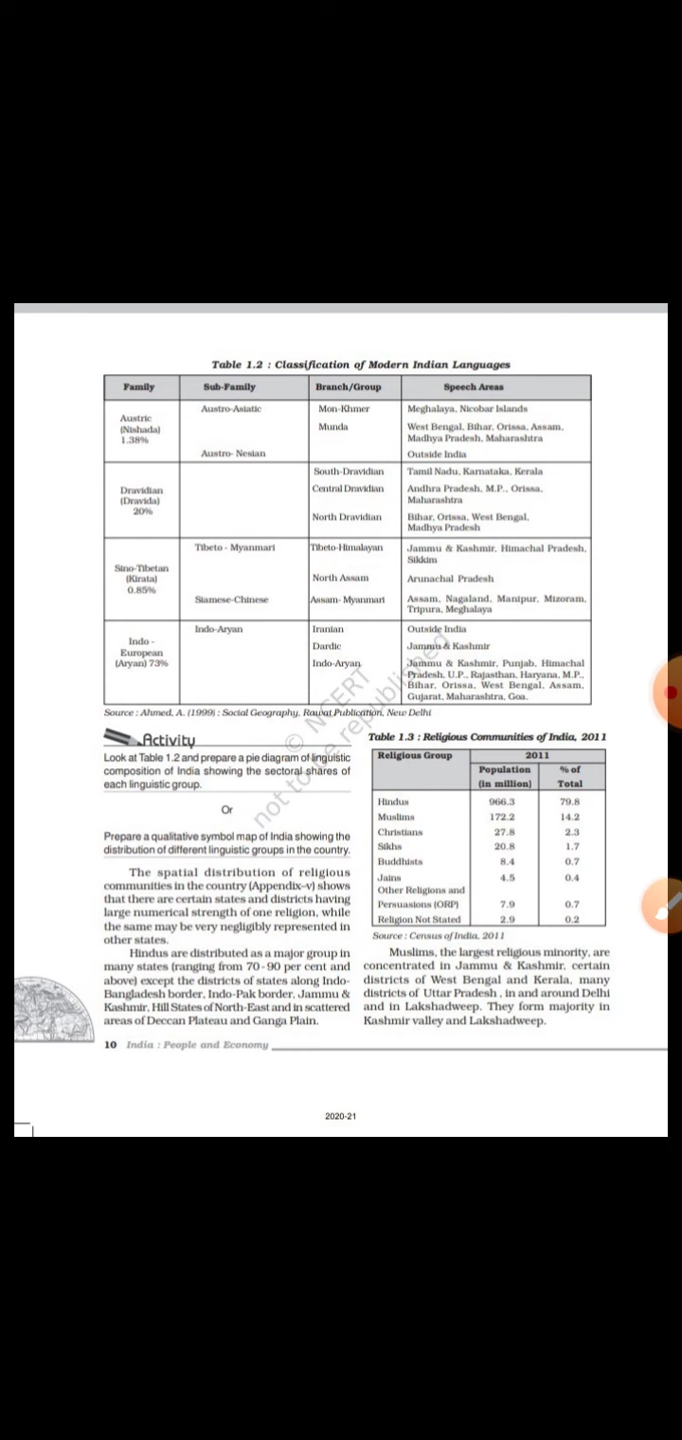 Table 1.2 : Classification of Modern Indian Languages
Family Sub-Family Branch/Group Speech Areas
Austric
(Nishada)
1.38%
Austro-Asiatic Mon-Khmer Meghalaya, Nicobar Islands
Munda West Bengal, Bihar, Orissa, Assam,
Madhya Pradesh, Maharashtra
Austro- Nesian Outside India
Dravidian
(Dravida)
20%
South-Dravidian Tamil Nadu, Karnataka, Kerala
Central Dravidian Andhra Pradesh, M.P., Orissa,
Maharashtra
North Dravidian Bihar, Orissa, West Bengal,
Madhya Pradesh
Sino-Tibetan
(Kirata)
0.85%
Tibeto - Myanmari Tibeto-Himalayan Jammu & Kashmir, Himachal Pradesh,
Sikkim
North Assam Arunachal Pradesh
Siamese-Chinese Assam- Myanmari Assam, Nagaland, Manipur, Mizoram,
Tripura, Meghalaya
Indo -
European
(Aryan) 73%
Indo-Aryan Iranian Outside India
Dardic Jammu & Kashmir
Indo-Aryan Jammu & Kashmir, Punjab, Himachal
Pradesh, U.P., Rajasthan, Haryana, M.P.,
Bihar, Orissa, West Bengal, Assam,
Gujarat, Maharashtra, Goa.
Source : Ahmed, A. (1999) : Social Geography, Rawat Publication, New Delhi
Activity
Look at Table 1.2 and prepare a pie diagram of linguistic
composition of India showing the sectoral shares of
each linguistic group.
Or
Prepare a qualitative symbol map of India showing the
distribution of different linguistic groups in the country.
The spatial distribution of religious
communities in the country (Appendix–v) shows
that there are certain states and districts having
large numerical strength of one religion, while
the same may be very negligibly represented in
other states.
Hindus are distributed as a major group in
many states (ranging from 70 - 90 per cent and
above) except the districts of states along Indo-
Bangladesh border, Indo-Pak border, Jammu &
Kashmir, Hill States of North-East and in scattered
areas of Deccan Plateau and Ganga Plain.
Table 1.3 : Religious Communities of India, 2011
Religious Group 2011
Population % of
(in million) Total
Hindus 966.3 79.8
Muslims 172.2 14.2
Christians 27.8 2.3
Sikhs 20.8 1.7
Buddhists 8.4 0.7
Jains 4.5 0.4
Other Religions and
Persuasions (ORP) 7.9 0.7
Religion Not Stated 2.9 0.2
Source : Census of India, 2011
Muslims, the largest religious minority, are
concentrated in Jammu & Kashmir, certain
districts of West Bengal and Kerala, many
districts of Uttar Pradesh , in and around Delhi
and in Lakshadweep. They form majority in
Kashmir valley and Lakshadweep.
© NCERT
not to be republished
10 India : People and Economy
2020-21